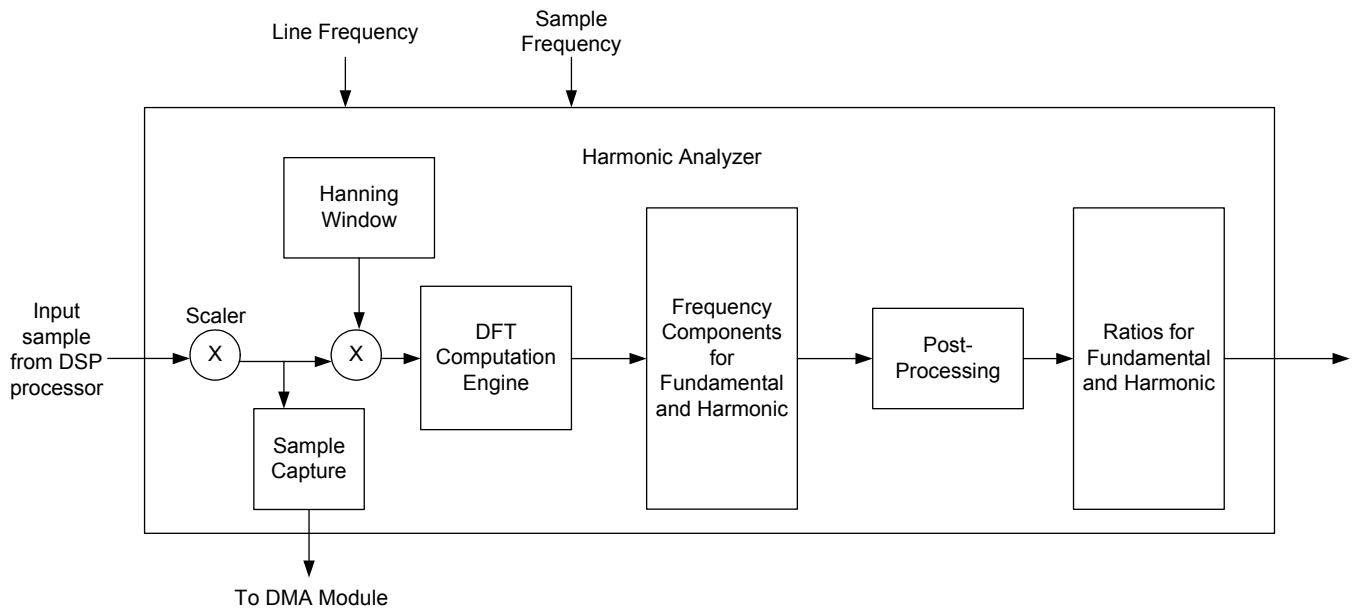 Line Frequency
Sample
Frequency
Harmonic Analyzer
Hanning
Window
Input
sample
from DSP
processor
Scaler
X
X
DFT
Computation
Engine
Frequency
Components
for
Fundamental
and Harmonic
Post-
Processing
Ratios for
Fundamental
and Harmonic
Sample
Capture
To DMA Module